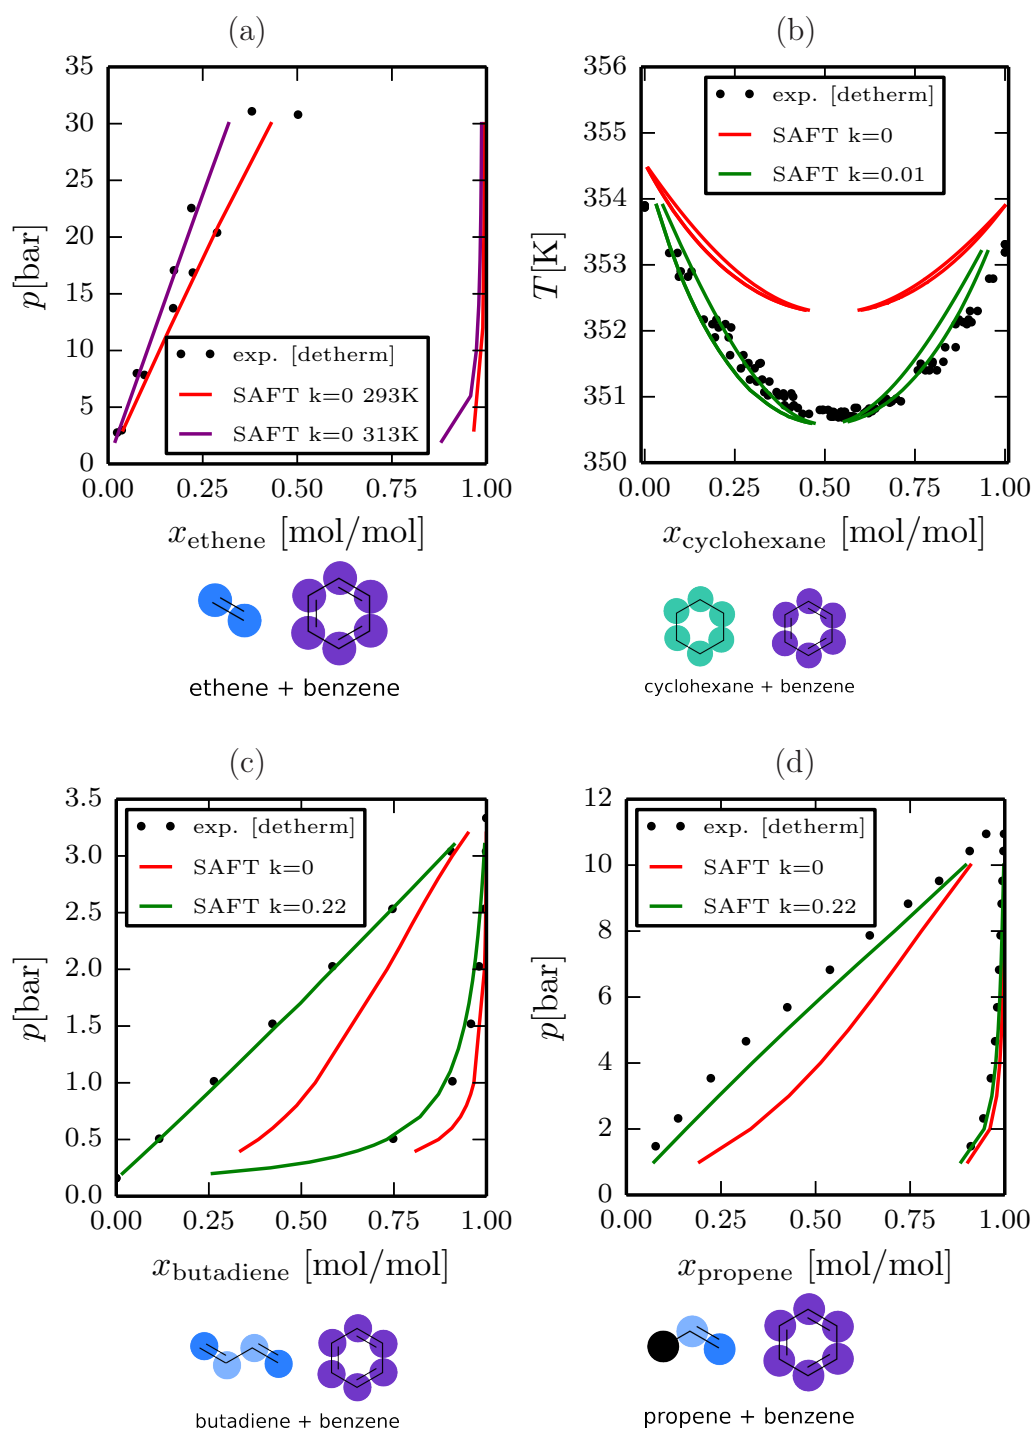 (a)
35
30
25
20
15
10
5
0
p[bar]
exp. [detherm]
SAFT k=0 293K
SAFT k=0 313K
0.00 0.25 0.50 0.75 1.00
x_ethene [mol/mol]
ethene + benzene
(b)
356
355
354
353
352
351
350
T[K]
exp. [detherm]
SAFT k=0
SAFT k=0.01
0.00 0.25 0.50 0.75 1.00
x_cyclohexane [mol/mol]
cyclohexane + benzene
(c)
3.5
3.0
2.5
2.0
1.5
1.0
0.5
0.0
p[bar]
exp. [detherm]
SAFT k=0
SAFT k=0.22
0.00 0.25 0.50 0.75 1.00
x_butadiene [mol/mol]
butadiene + benzene
(d)
12
10
8
6
4
2
0
p[bar]
exp. [detherm]
SAFT k=0
SAFT k=0.22
0.00 0.25 0.50 0.75 1.00
x_propene [mol/mol]
propene + benzene